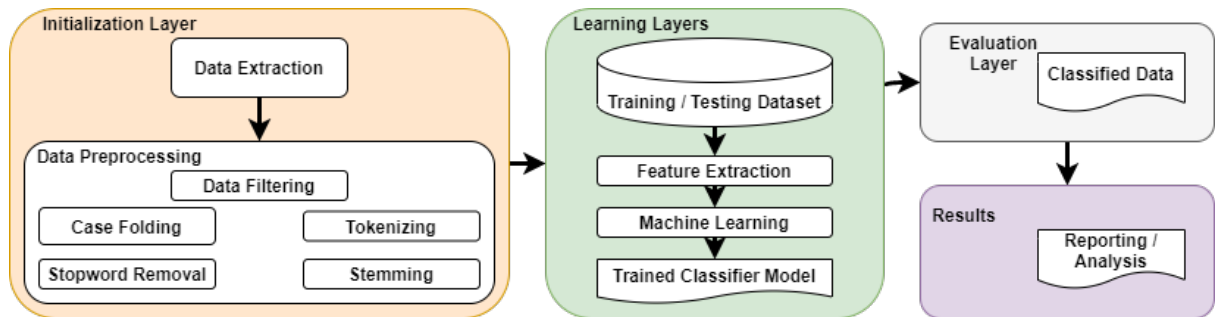 Initialization Layer
Data Extraction
Data Preprocessing
Data Filtering
Case Folding
Tokenizing
Stopword Removal
Stemming
Learning Layers
Training / Testing Dataset
Feature Extraction
Machine Learning
Trained Classifier Model
Evaluation
Layer
Classified Data
Results
Reporting /
Analysis